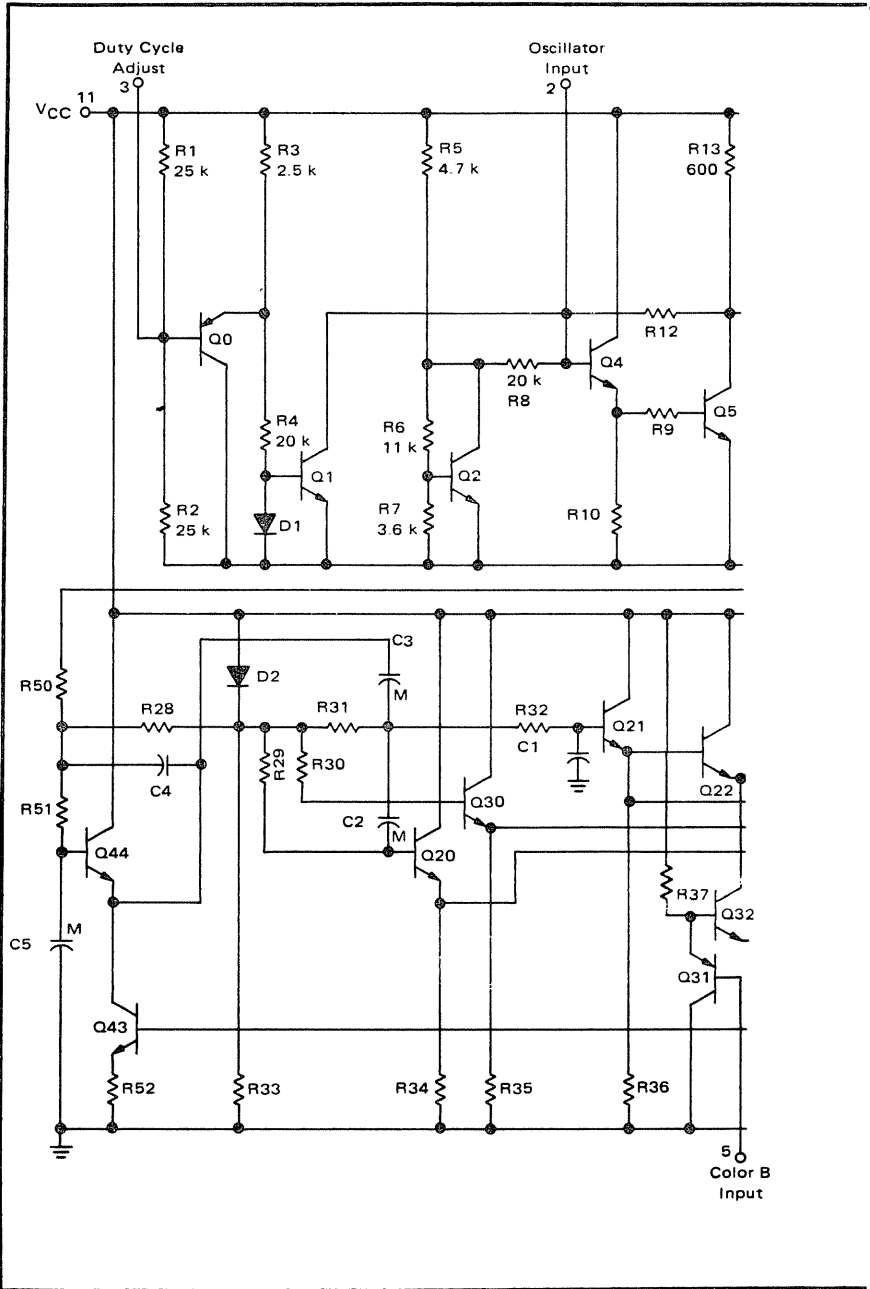 Duty Cycle
Adjust
3
Oscillator
Input
2
VCC
11
R1
25 k
R3
2.5 k
R5
4.7 k
R13
600
Q0
R12
20 k
R8
Q4
Q5
R4
20 k
R6
11 k
R9
Q1
Q2
R2
25 k
D1
R7
3.6 k
R10
C3
R50
D2
M
R28
R31
R32
Q21
C1
R29
R30
C4
Q22
R51
Q30
C2
M
Q44
Q20
R37
Q32
M
C5
Q31
Q43
R52
R33
R34
R35
R36
5
Color B
Input